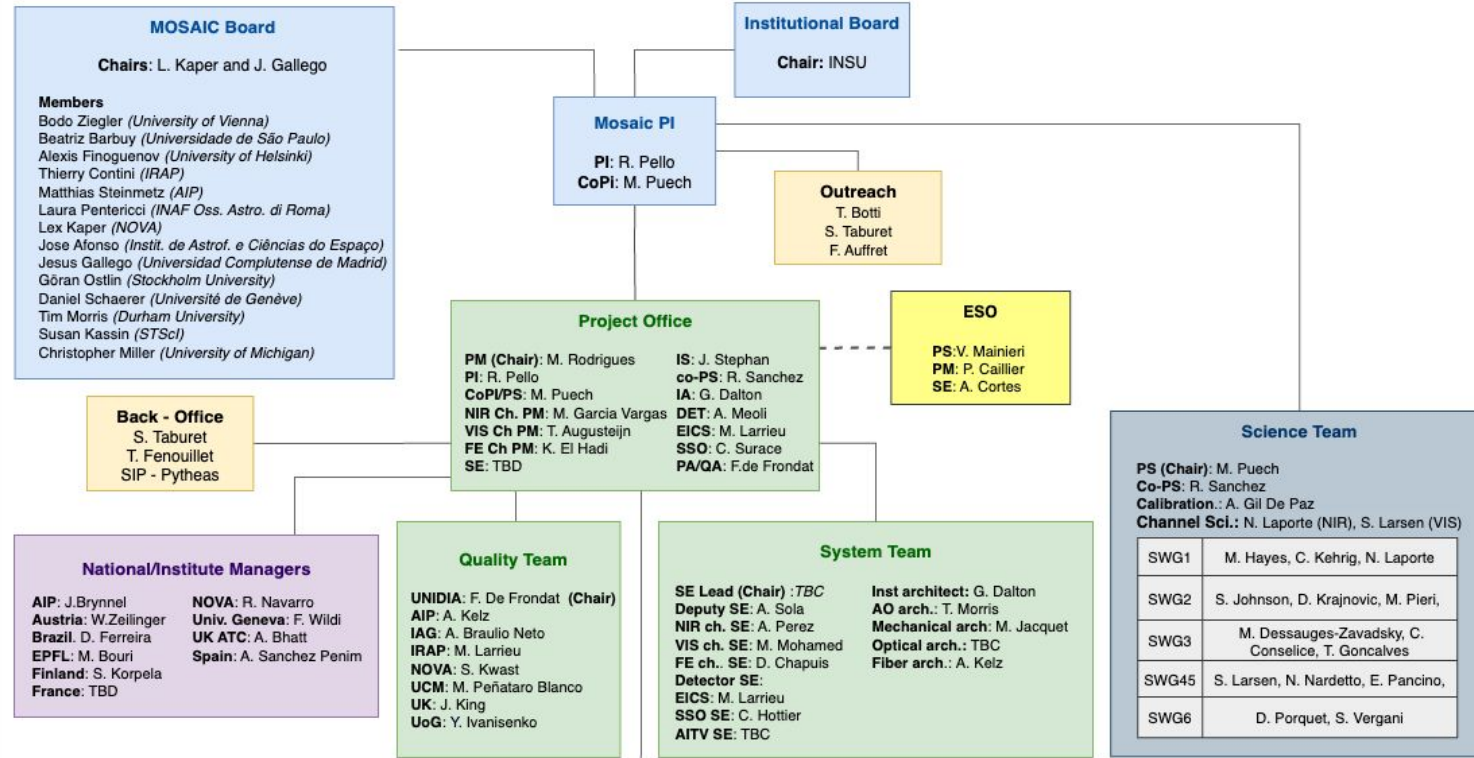 MOSAIC Board
Chairs: L. Kaper and J. Gallego
Members
Bodo Ziegler (University of Vienna)
Beatriz Barbuy (Universidade de São Paulo)
Alexis Finoguenov (University of Helsinki)
Thierry Contini (IRAP)
Matthias Steinmetz (AIP)
Laura Pentericci (INAF Oss. Astro. di Roma)
Lex Kaper (NOVA)
Jose Afonso (Instit. de Astrof. e Ciências do Espaço)
Jesus Gallego (Universidad Complutense de Madrid)
Göran Ostlin (Stockholm University)
Daniel Schaerer (Université de Genève)
Tim Morris (Durham University)
Susan Kassin (STScI)
Christopher Miller (University of Michigan)
Institutional Board
Chair: INSU
Mosaic PI
PI: R. Pello
CoPi: M. Puech
Outreach
T. Botti
S. Taburet
F. Auffret
Project Office
PM (Chair): M. Rodrigues
PI: R. Pello
CoPI/PS: M. Puech
NIR Ch. PM: M. Garcia Vargas
VIS Ch PM: T. Augusteijn
FE Ch PM: K. El Hadi
SE: TBD
IS: J. Stephan
co-PS: R. Sanchez
IA: G. Dalton
DET: A. Meoli
EICS: M. Larrieu
SSO: C. Surace
PA/QA: F.de Frondat
ESO
PS:V. Mainieri
PM: P. Caillier
SE: A. Cortes
Back - Office
S. Taburet
T. Fenouillet
SIP - Pytheas
National/Institute Managers
AIP: J.Brynnel
Austria: W.Zeilinger
Brazil. D. Ferreira
EPFL: M. Bouri
Finland: S. Korpela
France: TBD
NOVA: R. Navarro
Univ. Geneva: F. Wildi
UK ATC: A. Bhatt
Spain: A. Sanchez Penim
Quality Team
UNIDIA: F. De Frondat (Chair)
AIP: A. Kelz
IAG: A. Braulio Neto
IRAP: M. Larrieu
NOVA: S. Kwast
UCM: M. Peñataro Blanco
UK: J. King
UoG: Y. Ivanisenko
System Team
SE Lead (Chair) :TBC
Deputy SE: A. Sola
NIR ch. SE: A. Perez
VIS ch. SE: M. Mohamed
FE ch.. SE: D. Chapuis
Detector SE:
EICS: M. Larrieu
SSO SE: C. Hottier
AITV SE: TBC
Inst architect: G. Dalton
AO arch.: T. Morris
Mechanical arch: M. Jacquet
Optical arch.: TBC
Fiber arch.: A. Kelz
Science Team
PS (Chair): M. Puech
Co-PS: R. Sanchez
Calibration.: A. Gil De Paz
Channel Sci.: N. Laporte (NIR), S. Larsen (VIS)
SWG1 M. Hayes, C. Kehrig, N. Laporte
SWG2 S. Johnson, D. Krajnovic, M. Pieri,
SWG3 M. Dessauges-Zavadsky, C.
Conselice, T. Goncalves
SWG45 S. Larsen, N. Nardetto, E. Pancino,
SWG6 D. Porquet, S. Vergani